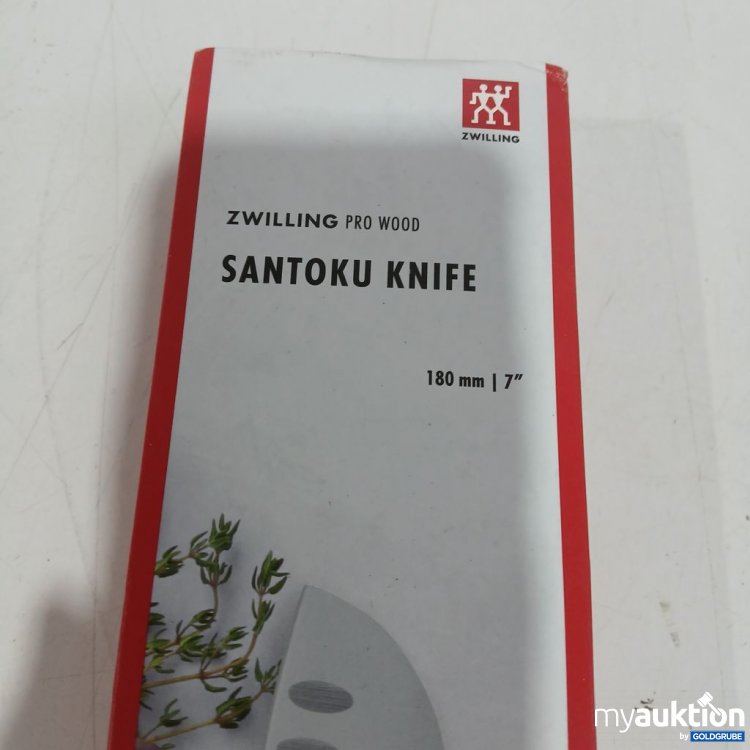 ZWILLING
ZWILLING PRO WOOD
SANTOKU KNIFE
180 mm | 7"
myauktion
by GOLDGRUBE